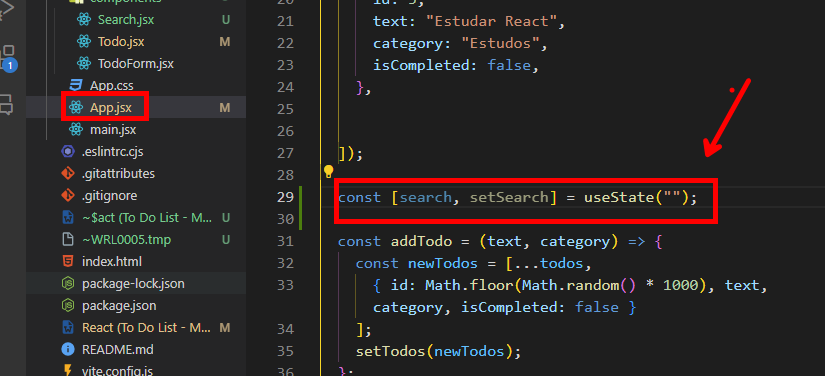 components
Search.jsx U
Todo.jsx M
TodoForm.jsx
App.css
App.jsx M
main.jsx
.eslintrc.cjs
.gitattributes
.gitignore
~$act (To Do List - M... U
~WRL0005.tmp U
index.html
package-lock.json
package.json
React (To Do List - M... U
README.md
vite.config.js
1
20 id: 3,
21 text: "Estudar React",
22 category: "Estudos",
23 isCompleted: false,
24 },
25
26
27 ]);
28
29 const [search, setSearch] = useState("");
30
31 const addTodo = (text, category) => {
32 const newTodos = [...todos,
33 { id: Math.floor(Math.random() * 1000), text,
category, isCompleted: false }
34 ];
35 setTodos(newTodos);
36 };